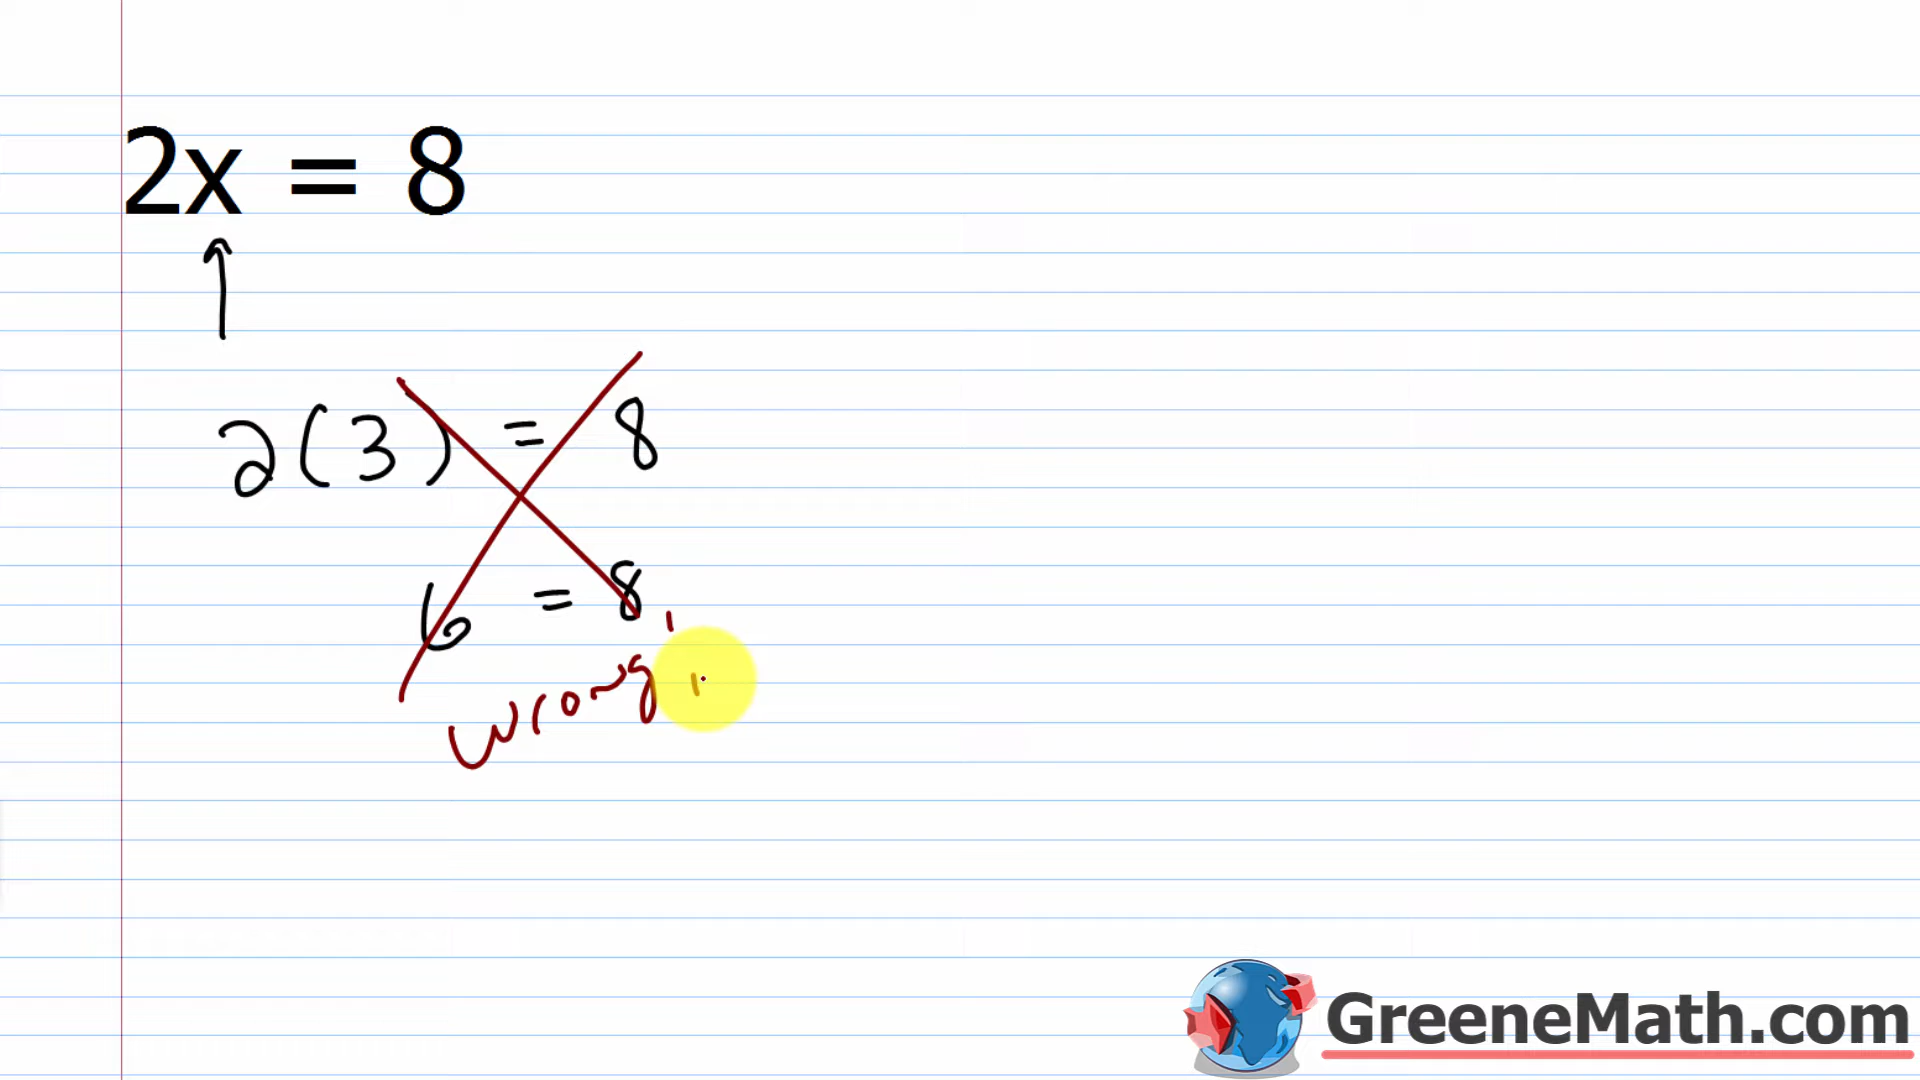 2x = 8
2(3) = 8
6 = 8
wrong
GreeneMath.com